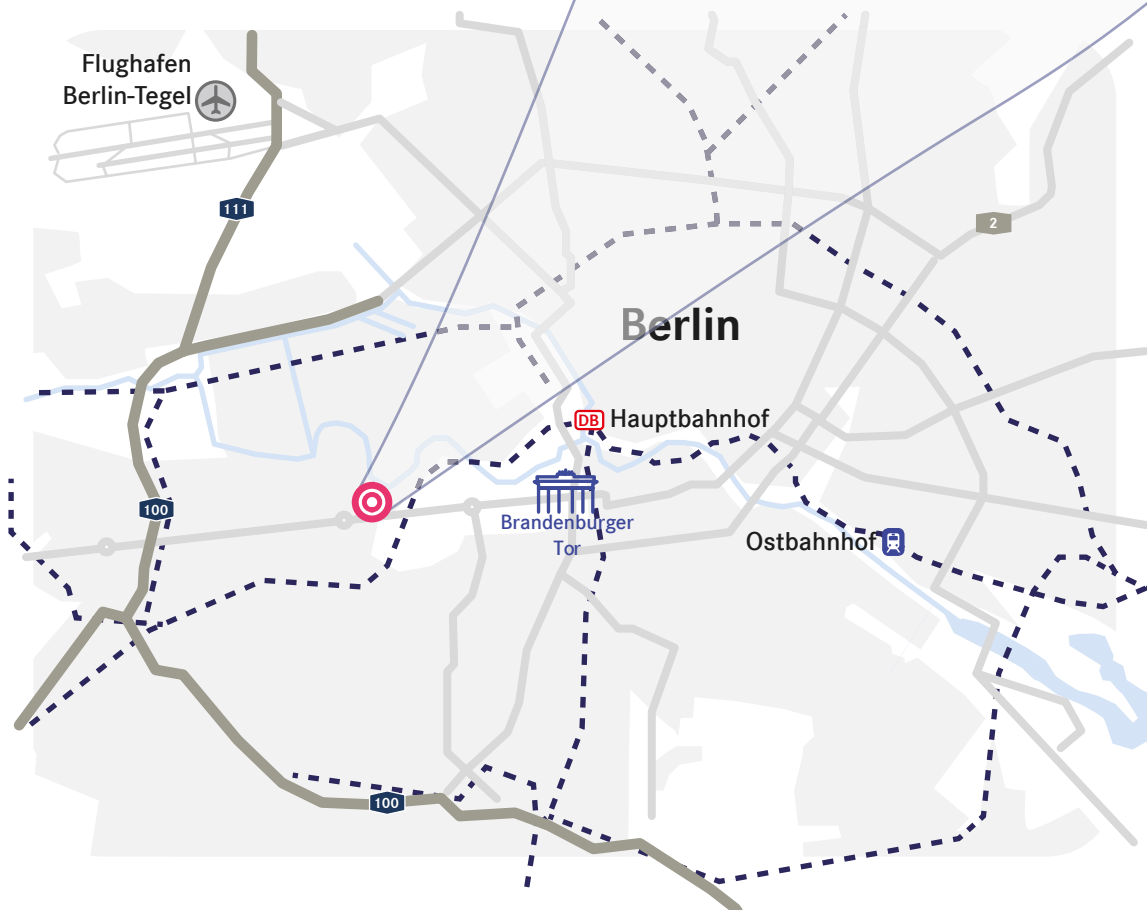 Flughafen
Berlin-Tegel
111
2
Berlin
DB Hauptbahnhof
100
Brandenburger
Tor
Ostbahnhof
100